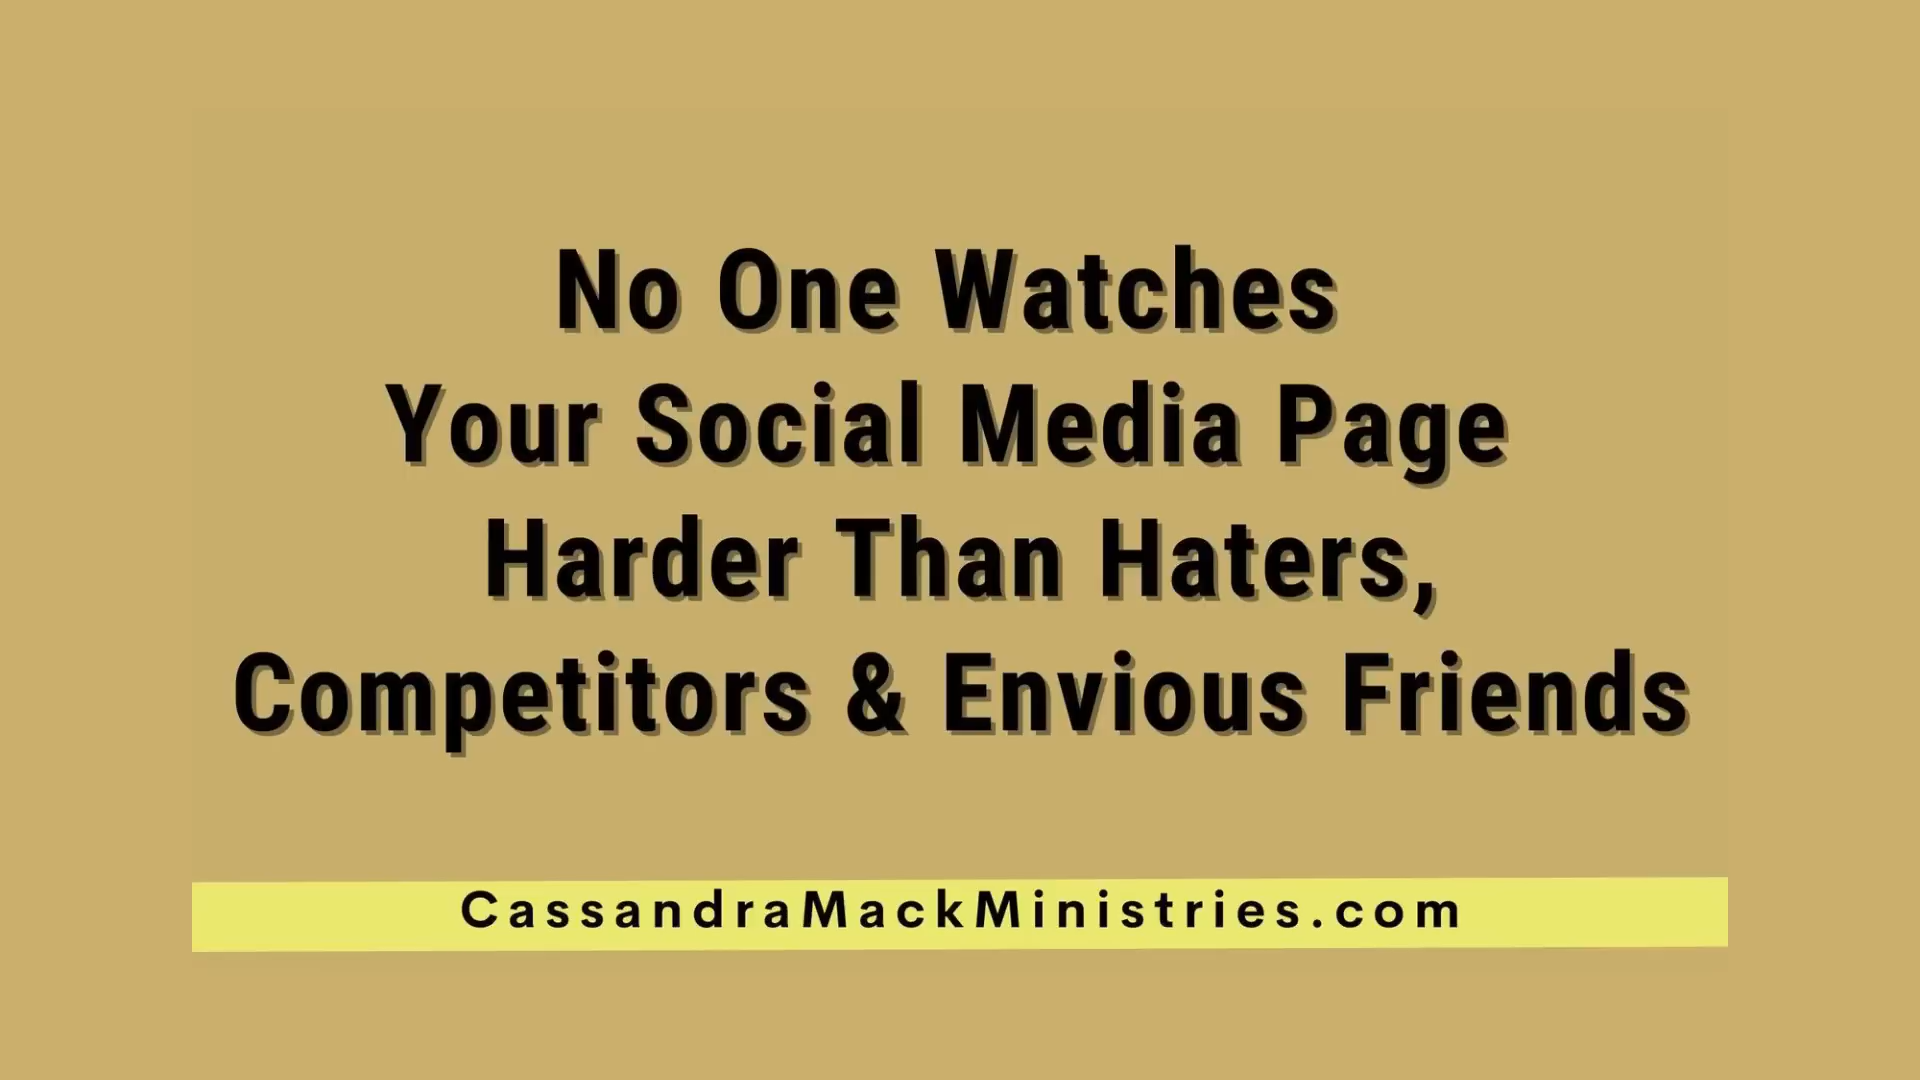 No One Watches
Your Social Media Page
Harder Than Haters,
Competitors & Envious Friends
CassandraMackMinistries.com